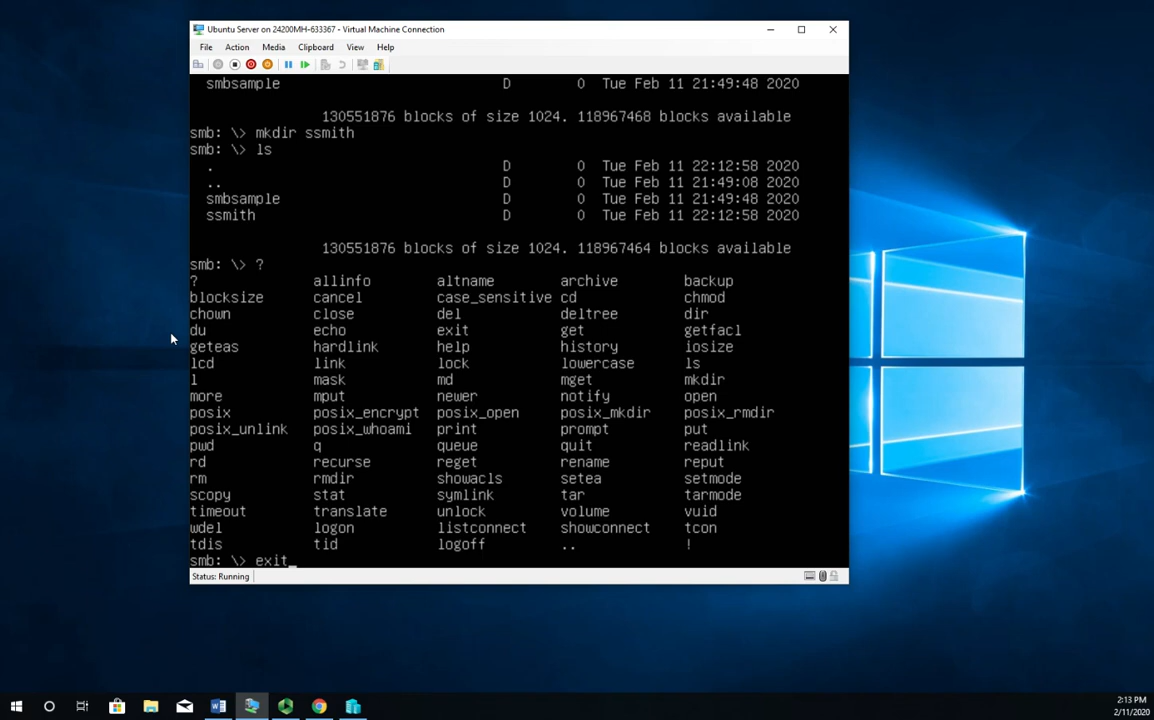 Ubuntu Server on 24200MH-633367 - Virtual Machine Connection
File Action Media Clipboard View Help
smbsample D 0 Tue Feb 11 21:49:48 2020
130551876 blocks of size 1024. 118967468 blocks available
smb: \> mkdir ssmith
smb: \> ls
. D 0 Tue Feb 11 22:12:58 2020
.. D 0 Tue Feb 11 21:49:08 2020
smbsample D 0 Tue Feb 11 21:49:48 2020
ssmith D 0 Tue Feb 11 22:12:58 2020
130551876 blocks of size 1024. 118967464 blocks available
smb: \> ?
? allinfo altname archive backup
blocksize cancel case_sensitive cd chmod
chown close del deltree dir
du echo exit get getfacl
geteas hardlink help history iosize
lcd link lock lowercase ls
l mask md mget mkdir
more mput newer notify open
posix posix_encrypt posix_open posix_mkdir posix_rmdir
posix_unlink posix_whoami print prompt put
pwd q queue quit readlink
rd recurse reget rename reput
rm rmdir showacls setea setmode
scopy stat symlink tar tarmode
timeout translate unlock volume vuid
wdel logon listconnect showconnect tcon
tdis tid logoff .. !
smb: \> exit_
Status: Running
2:13 PM
2/11/2020